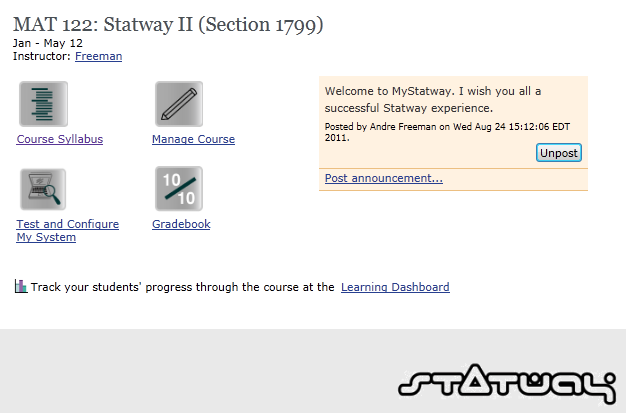 MAT 122: Statway II (Section 1799)
Jan - May 12
Instructor: Freeman
Course Syllabus
Manage Course
10
10
Test and Configure
My System
Gradebook
Welcome to MyStatway. I wish you all a
successful Statway experience.
Posted by Andre Freeman on Wed Aug 24 15:12:06 EDT
2011.
Unpost
Post announcement...
Track your students' progress through the course at the Learning Dashboard
STATWAY